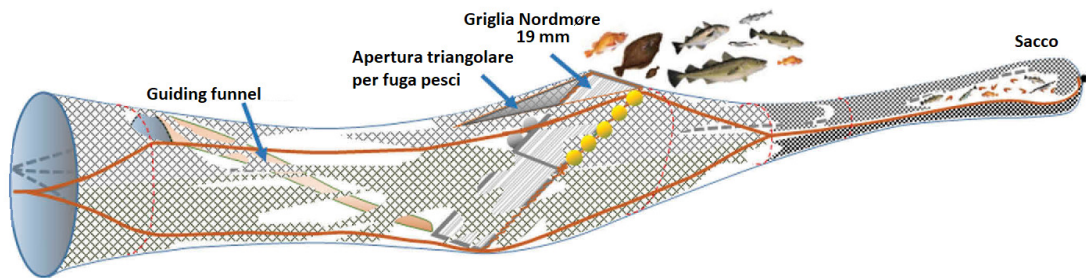 Griglia Nordmøre
19 mm
Apertura triangolare
per fuga pesci
Guiding funnel
Sacco